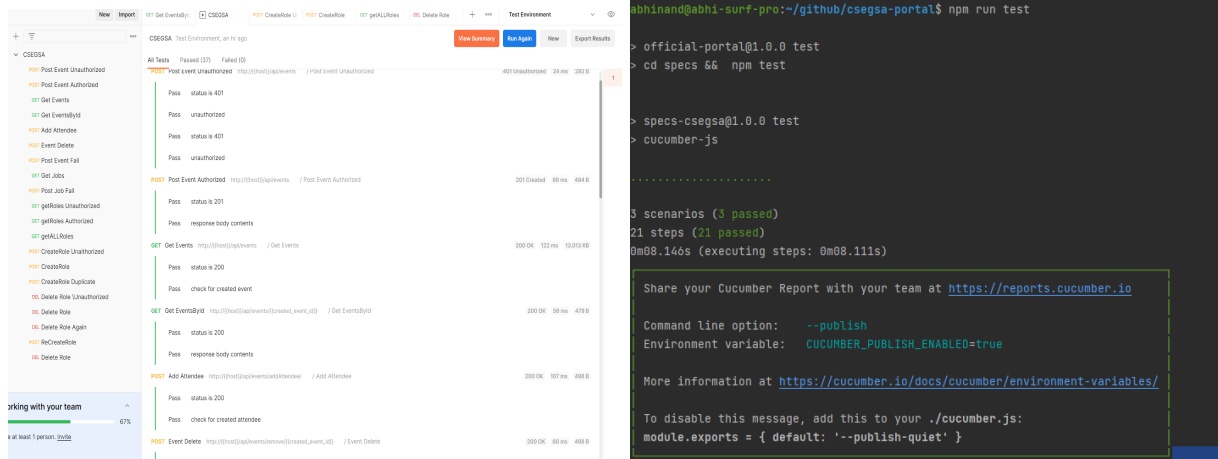 New Import
GET Get EventsBy
CSEGSA
POST CreateRole U
POST CreateRole
GET getALLRoles
DEL Delete Role
+ •••
Test Environment
CSEGSA
POST Post Event Unauthorized
POST Post Event Authorized
GET Get Events
GET Get EventsById
POST Add Attendee
POST Event Delete
POST Post Event Fail
GET Get Jobs
POST Post Job Fail
GET getRoles Unauthorized
GET getRoles Authorized
GET getALLRoles
POST CreateRole Unaithorized
POST CreateRole
POST CreateRole Duplicate
DEL Delete Role \Unauthorized
DEL Delete Role
DEL Delete Role Again
POST ReCreateRole
DEL Delete Role
orking with your team
67%
e at least 1 person. Invite
CSEGSA Test Environment, an hr ago
View Summary Run Again New Export Results
All Tests Passed (37) Failed (0)
POST Post Event Unauthorized http://{{host}}/api/events / Post Event Unauthorized 401 Unauthorized 24 ms 382 B
1
Pass status is 401
Pass unauthorized
Pass status is 401
Pass unauthorized
POST Post Event Authorized http://{{host}}/api/events / Post Event Authorized 201 Created 89 ms 484 B
Pass status is 201
Pass response body contents
GET Get Events http://{{host}}/api/events / Get Events 200 OK 122 ms 13.013 KB
Pass status is 200
Pass check for created event
GET Get EventsById http://{{host}}/api/events/{{created_event_id}} / Get EventsById 200 OK 56 ms 479 B
Pass status is 200
Pass response body contents
POST Add Attendee http://{{host}}/api/events/addAttendee/ / Add Attendee 200 OK 107 ms 498 B
Pass status is 200
Pass check for created attendee
POST Event Delete http://{{host}}/api/events/remove/{{created_event_id}} / Event Delete 200 OK 60 ms 498 B
abhinand@abhi-surf-pro:~/github/csegsa-portal$ npm run test
> official-portal@1.0.0 test
> cd specs && npm test
> specs-csegsa@1.0.0 test
> cucumber-js
.....................
3 scenarios (3 passed)
21 steps (21 passed)
0m08.146s (executing steps: 0m08.111s)
Share your Cucumber Report with your team at https://reports.cucumber.io
Command line option: --publish
Environment variable: CUCUMBER_PUBLISH_ENABLED=true
More information at https://cucumber.io/docs/cucumber/environment-variables/
To disable this message, add this to your ./cucumber.js:
module.exports = { default: '--publish-quiet' }